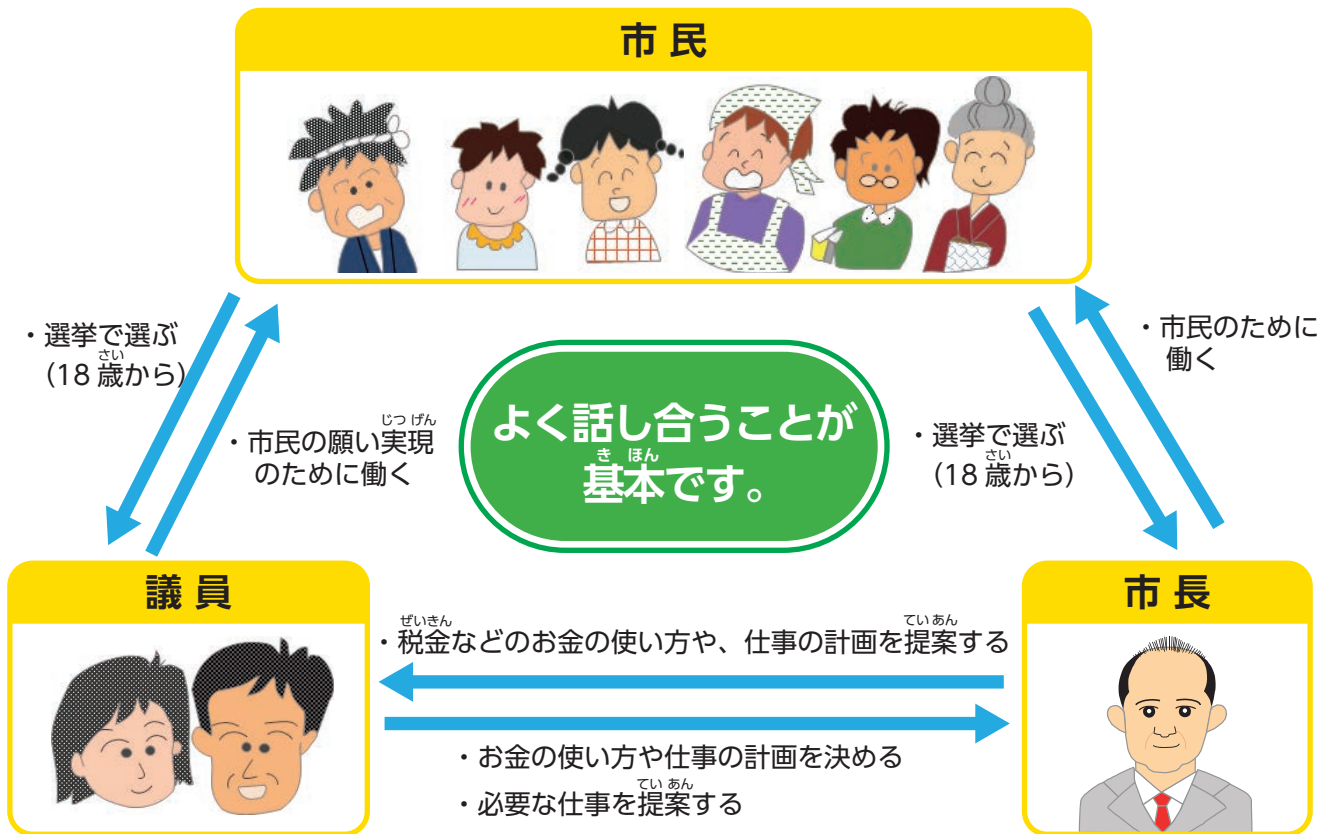 市民
・選挙で選ぶ
(18歳から)
さい
・市民の願い実現
じつげん
のために働く
よく話し合うことが
基本です。
き ほん
・選挙で選ぶ
(18歳から)
さい
・市民のために
働く
議員
市長
・税金などのお金の使い方や、仕事の計画を提案する
ぜいきん
ていあん
・お金の使い方や仕事の計画を決める
・必要な仕事を提案する
ていあん